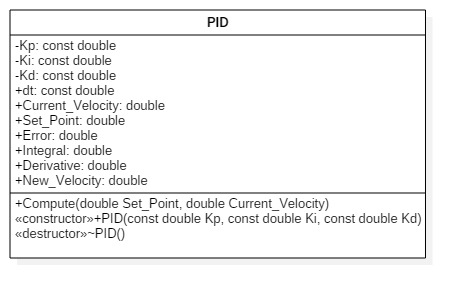 PID
-Kp: const double
-Ki: const double
-Kd: const double
+dt: const double
+Current_Velocity: double
+Set_Point: double
+Error: double
+Integral: double
+Derivative: double
+New_Velocity: double
+Compute(double Set_Point, double Current_Velocity)
«constructor»+PID(const double Kp, const double Ki, const double Kd)
«destructor»~PID()